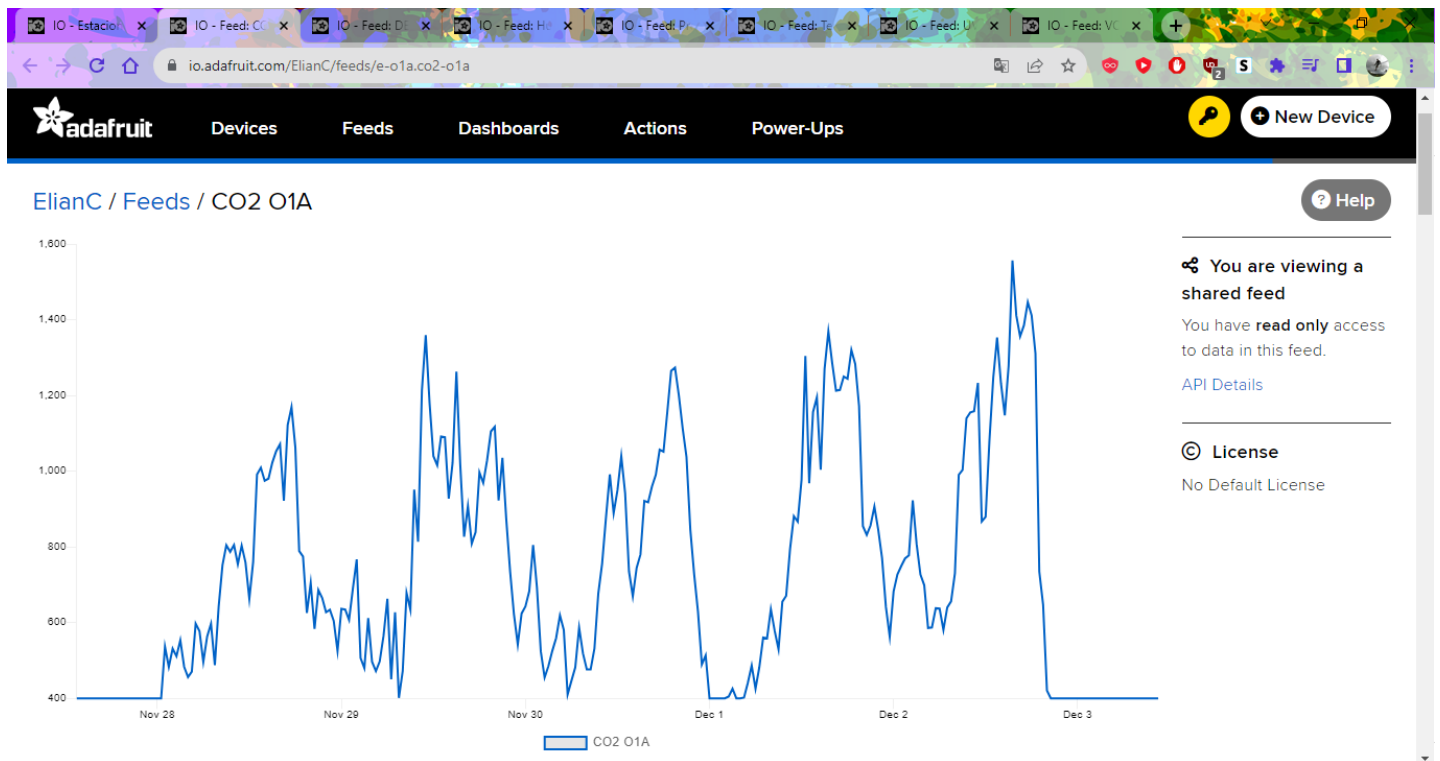 IO - Estacion
IO - Feed: CO
IO - Feed: D
IO - Feed: H
IO - Feed: P
IO - Feed: Te
IO - Feed: U
IO - Feed: VO
io.adafruit.com/ElianC/feeds/e-o1a.co2-o1a
2
S
adafruit
Devices
Feeds
Dashboards
Actions
Power-Ups
New Device
ElianC / Feeds / CO2 O1A
Help
1,600
1,400
1,200
1,000
800
600
400
Nov 28
Nov 29
Nov 30
Dec 1
Dec 2
Dec 3
CO2 O1A
You are viewing a
shared feed
You have read only access
to data in this feed.
API Details
License
No Default License